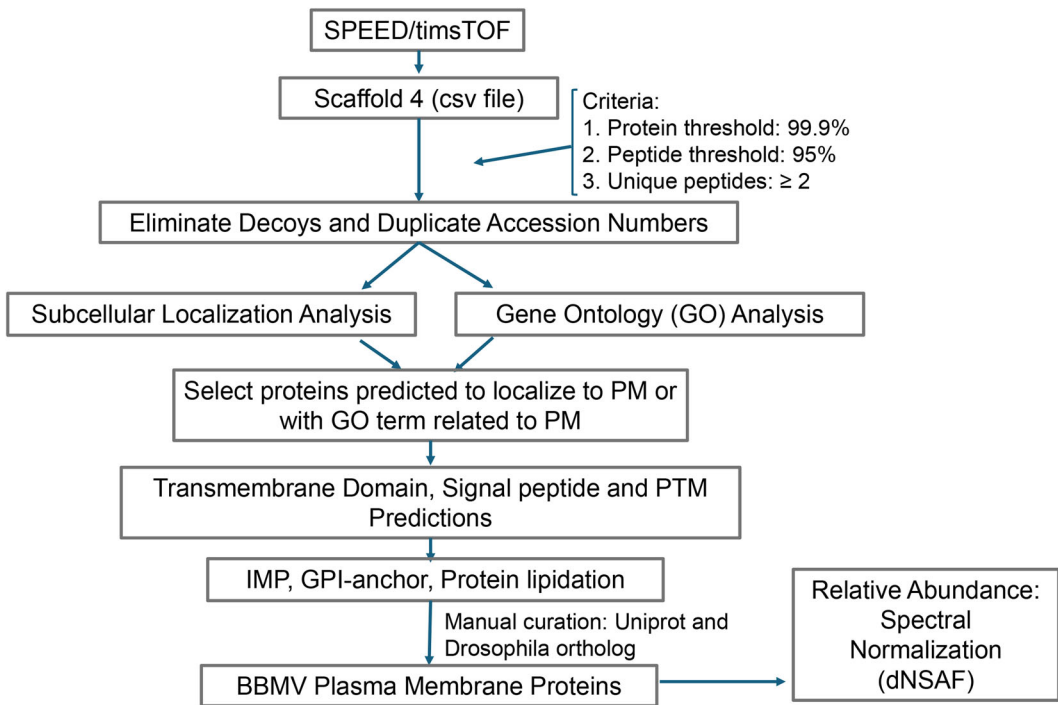 SPEED/timsTOF
Scaffold 4 (csv file)
Criteria:
1. Protein threshold: 99.9%
2. Peptide threshold: 95%
3. Unique peptides: ≥ 2
Eliminate Decoys and Duplicate Accession Numbers
Subcellular Localization Analysis
Gene Ontology (GO) Analysis
Select proteins predicted to localize to PM or
with GO term related to PM
Transmembrane Domain, Signal peptide and PTM
Predictions
IMP, GPI-anchor, Protein lipidation
Manual curation: Uniprot and
Drosophila ortholog
BBMV Plasma Membrane Proteins
Relative Abundance:
Spectral
Normalization
(dNSAF)